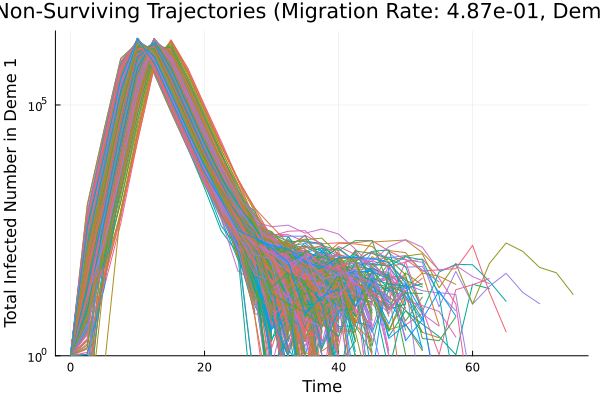 Non-Surviving Trajectories (Migration Rate: 4.87e-01, Dem
Total Infected Number in Deme 1
10^5
10^0
0 20 40 60
Time